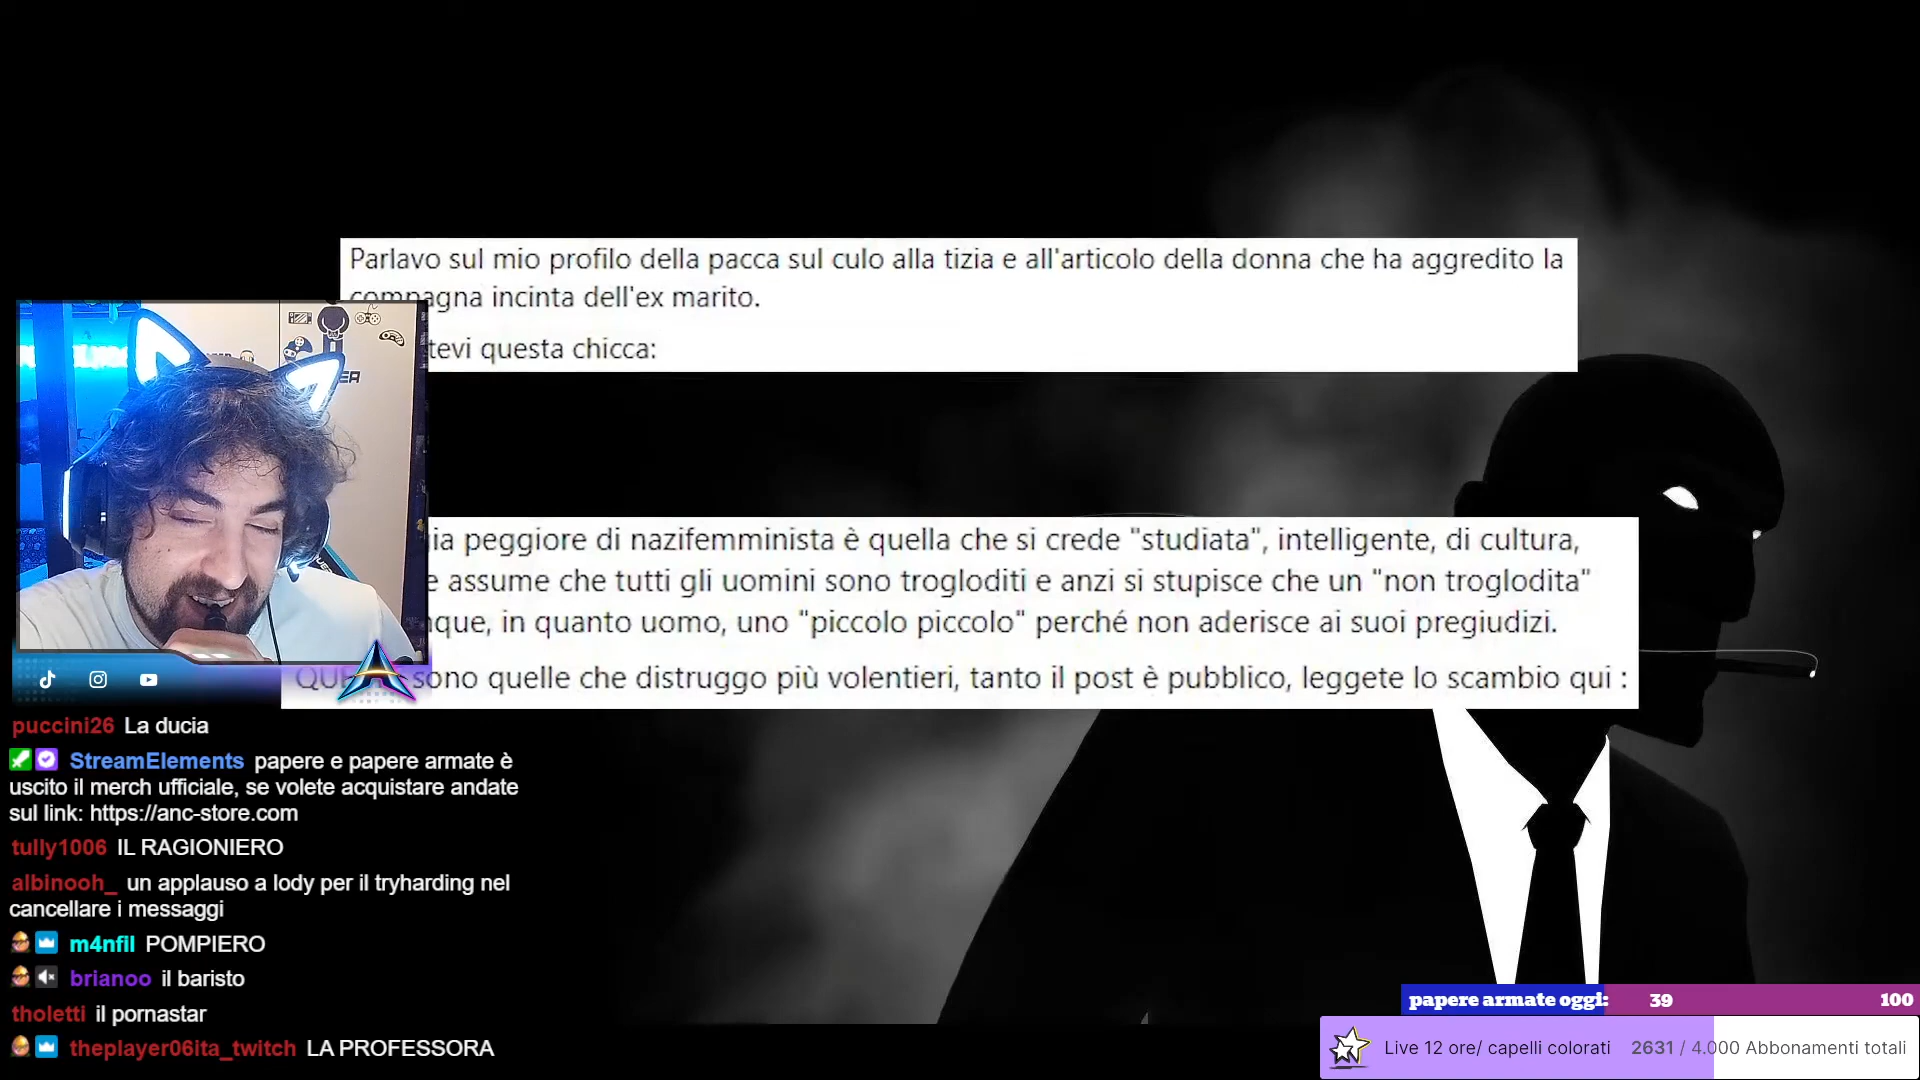 Parlavo sul mio profilo della pacca sul culo alla tizia e all'articolo della donna che ha aggredito la
compagna incinta dell'ex marito.
tevi questa chicca:
ia peggiore di nazifemminista è quella che si crede "studiata", intelligente, di cultura,
e assume che tutti gli uomini sono trogloditi e anzi si stupisce che un "non troglodita"
nque, in quanto uomo, uno "piccolo piccolo" perché non aderisce ai suoi pregiudizi.
sono quelle che distruggo più volentieri, tanto il post è pubblico, leggete lo scambio qui :
puccini26 La ducia
StreamElements papere e papere armate è
uscito il merch ufficiale, se volete acquistare andate
sul link: https://anc-store.com
tully1006 IL RAGIONIERO
albinooh_ un applauso a lody per il tryharding nel
cancellare i messaggi
m4nfil POMPIERO
brianoo il baristo
tholetti il pornastar
theplayer06ita_twitch LA PROFESSORA
papere armate oggi: 39 100
Live 12 ore/ capelli colorati 2631 / 4.000 Abbonamenti totali